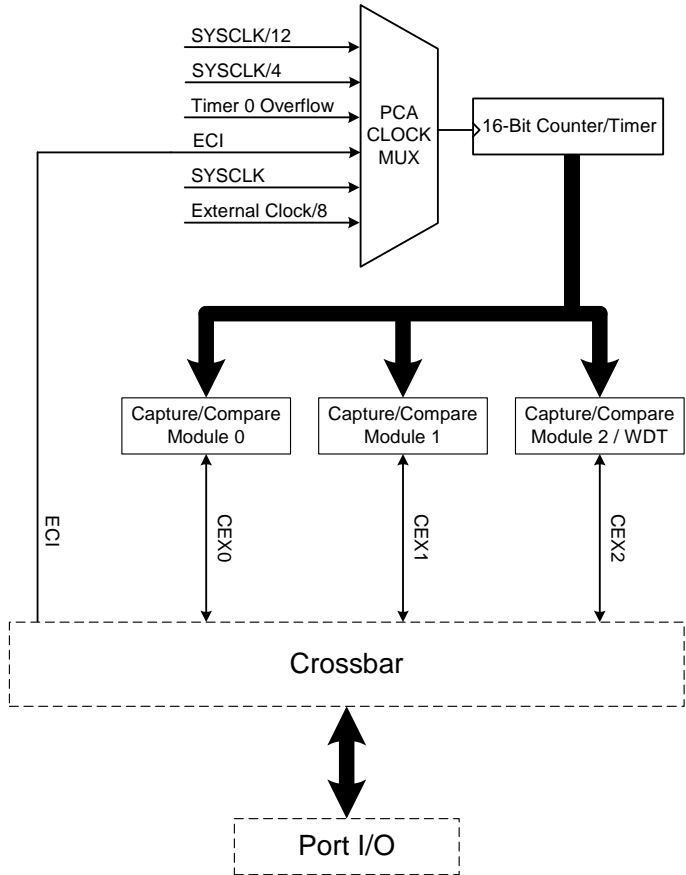 SYSCLK/12
SYSCLK/4
Timer 0 Overflow
ECI
SYSCLK
External Clock/8
PCA
CLOCK
MUX
16-Bit Counter/Timer
Capture/Compare
Module 0
Capture/Compare
Module 1
Capture/Compare
Module 2 / WDT
ECI
CEX0
CEX1
CEX2
Crossbar
Port I/O